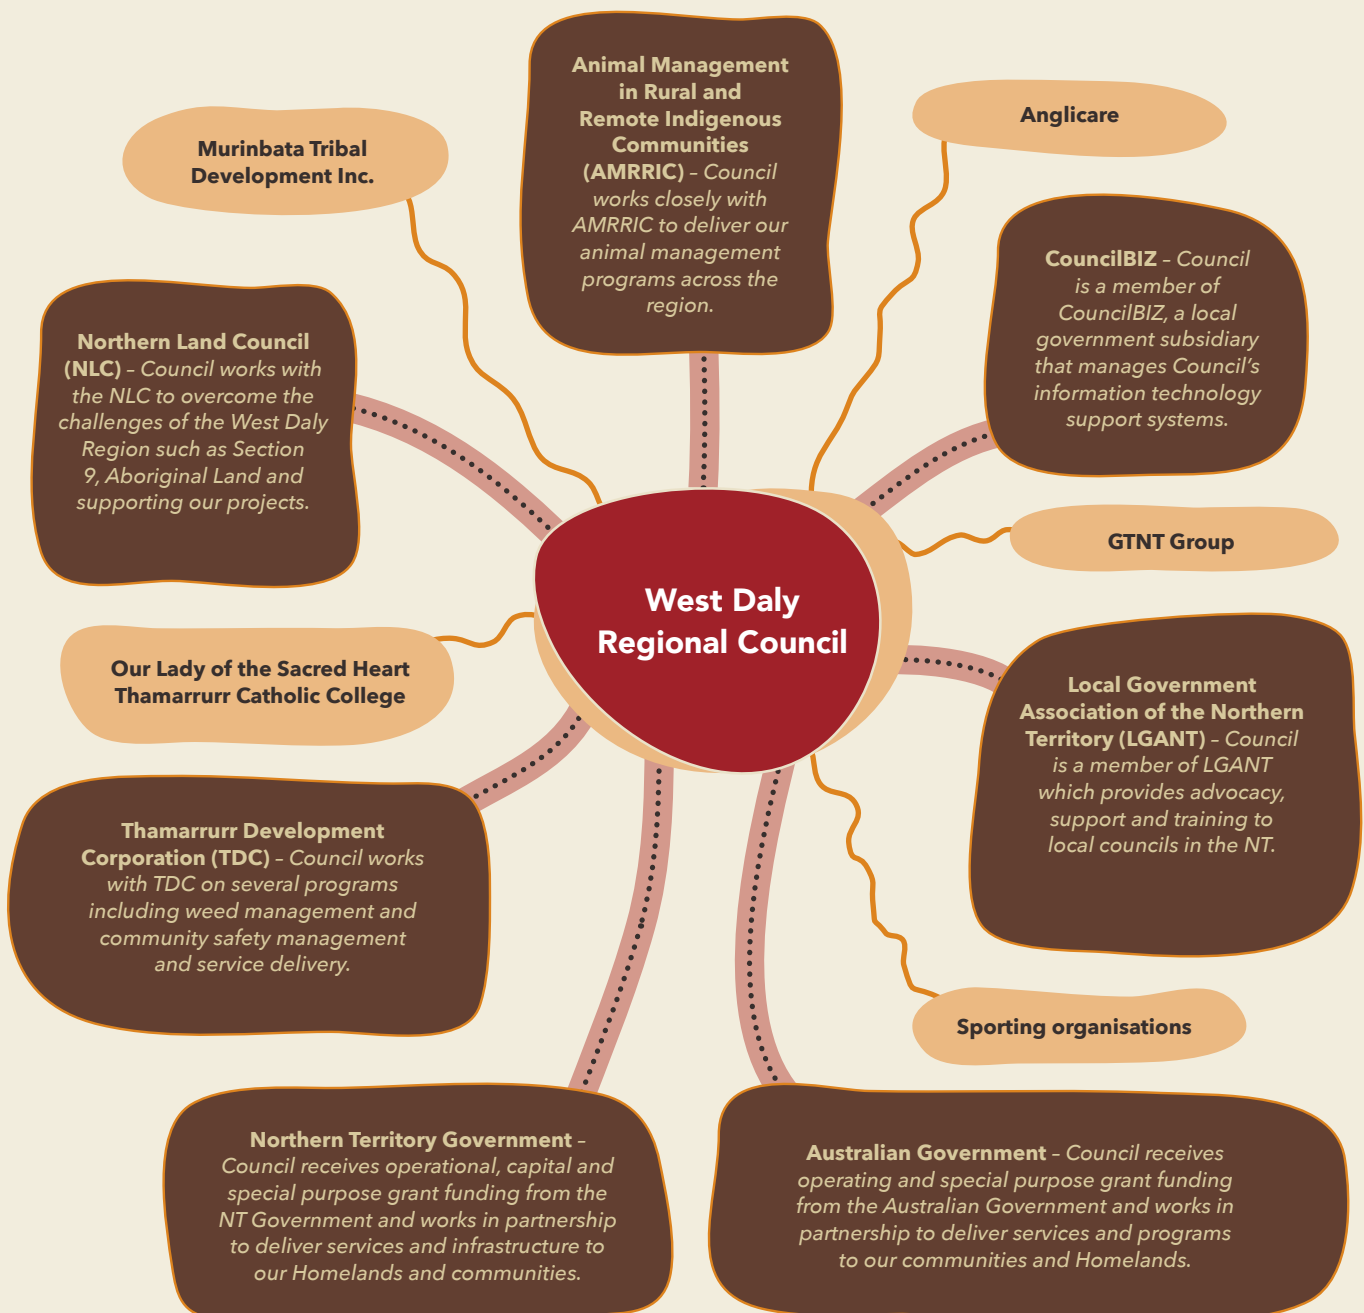 Animal Management
in Rural and
Remote Indigenous
Communities
(AMRRIC) – Council
works closely with
AMRRIC to deliver our
animal management
programs across the
region.
Anglicare
Murinbata Tribal
Development Inc.
CouncilBIZ – Council
is a member of
CouncilBIZ, a local
government subsidiary
that manages Council’s
information technology
support systems.
Northern Land Council
(NLC) – Council works with
the NLC to overcome the
challenges of the West Daly
Region such as Section
9, Aboriginal Land and
supporting our projects.
GTNT Group
West Daly
Regional Council
Our Lady of the Sacred Heart
Thamarrurr Catholic College
Local Government
Association of the Northern
Territory (LGANT) – Council
is a member of LGANT
which provides advocacy,
support and training to
local councils in the NT.
Thamarrurr Development
Corporation (TDC) – Council works
with TDC on several programs
including weed management and
community safety management
and service delivery.
Sporting organisations
Northern Territory Government –
Council receives operational, capital and
special purpose grant funding from the
NT Government and works in partnership
to deliver services and infrastructure to
our Homelands and communities.
Australian Government – Council receives
operating and special purpose grant funding
from the Australian Government and works in
partnership to deliver services and programs
to our communities and Homelands.